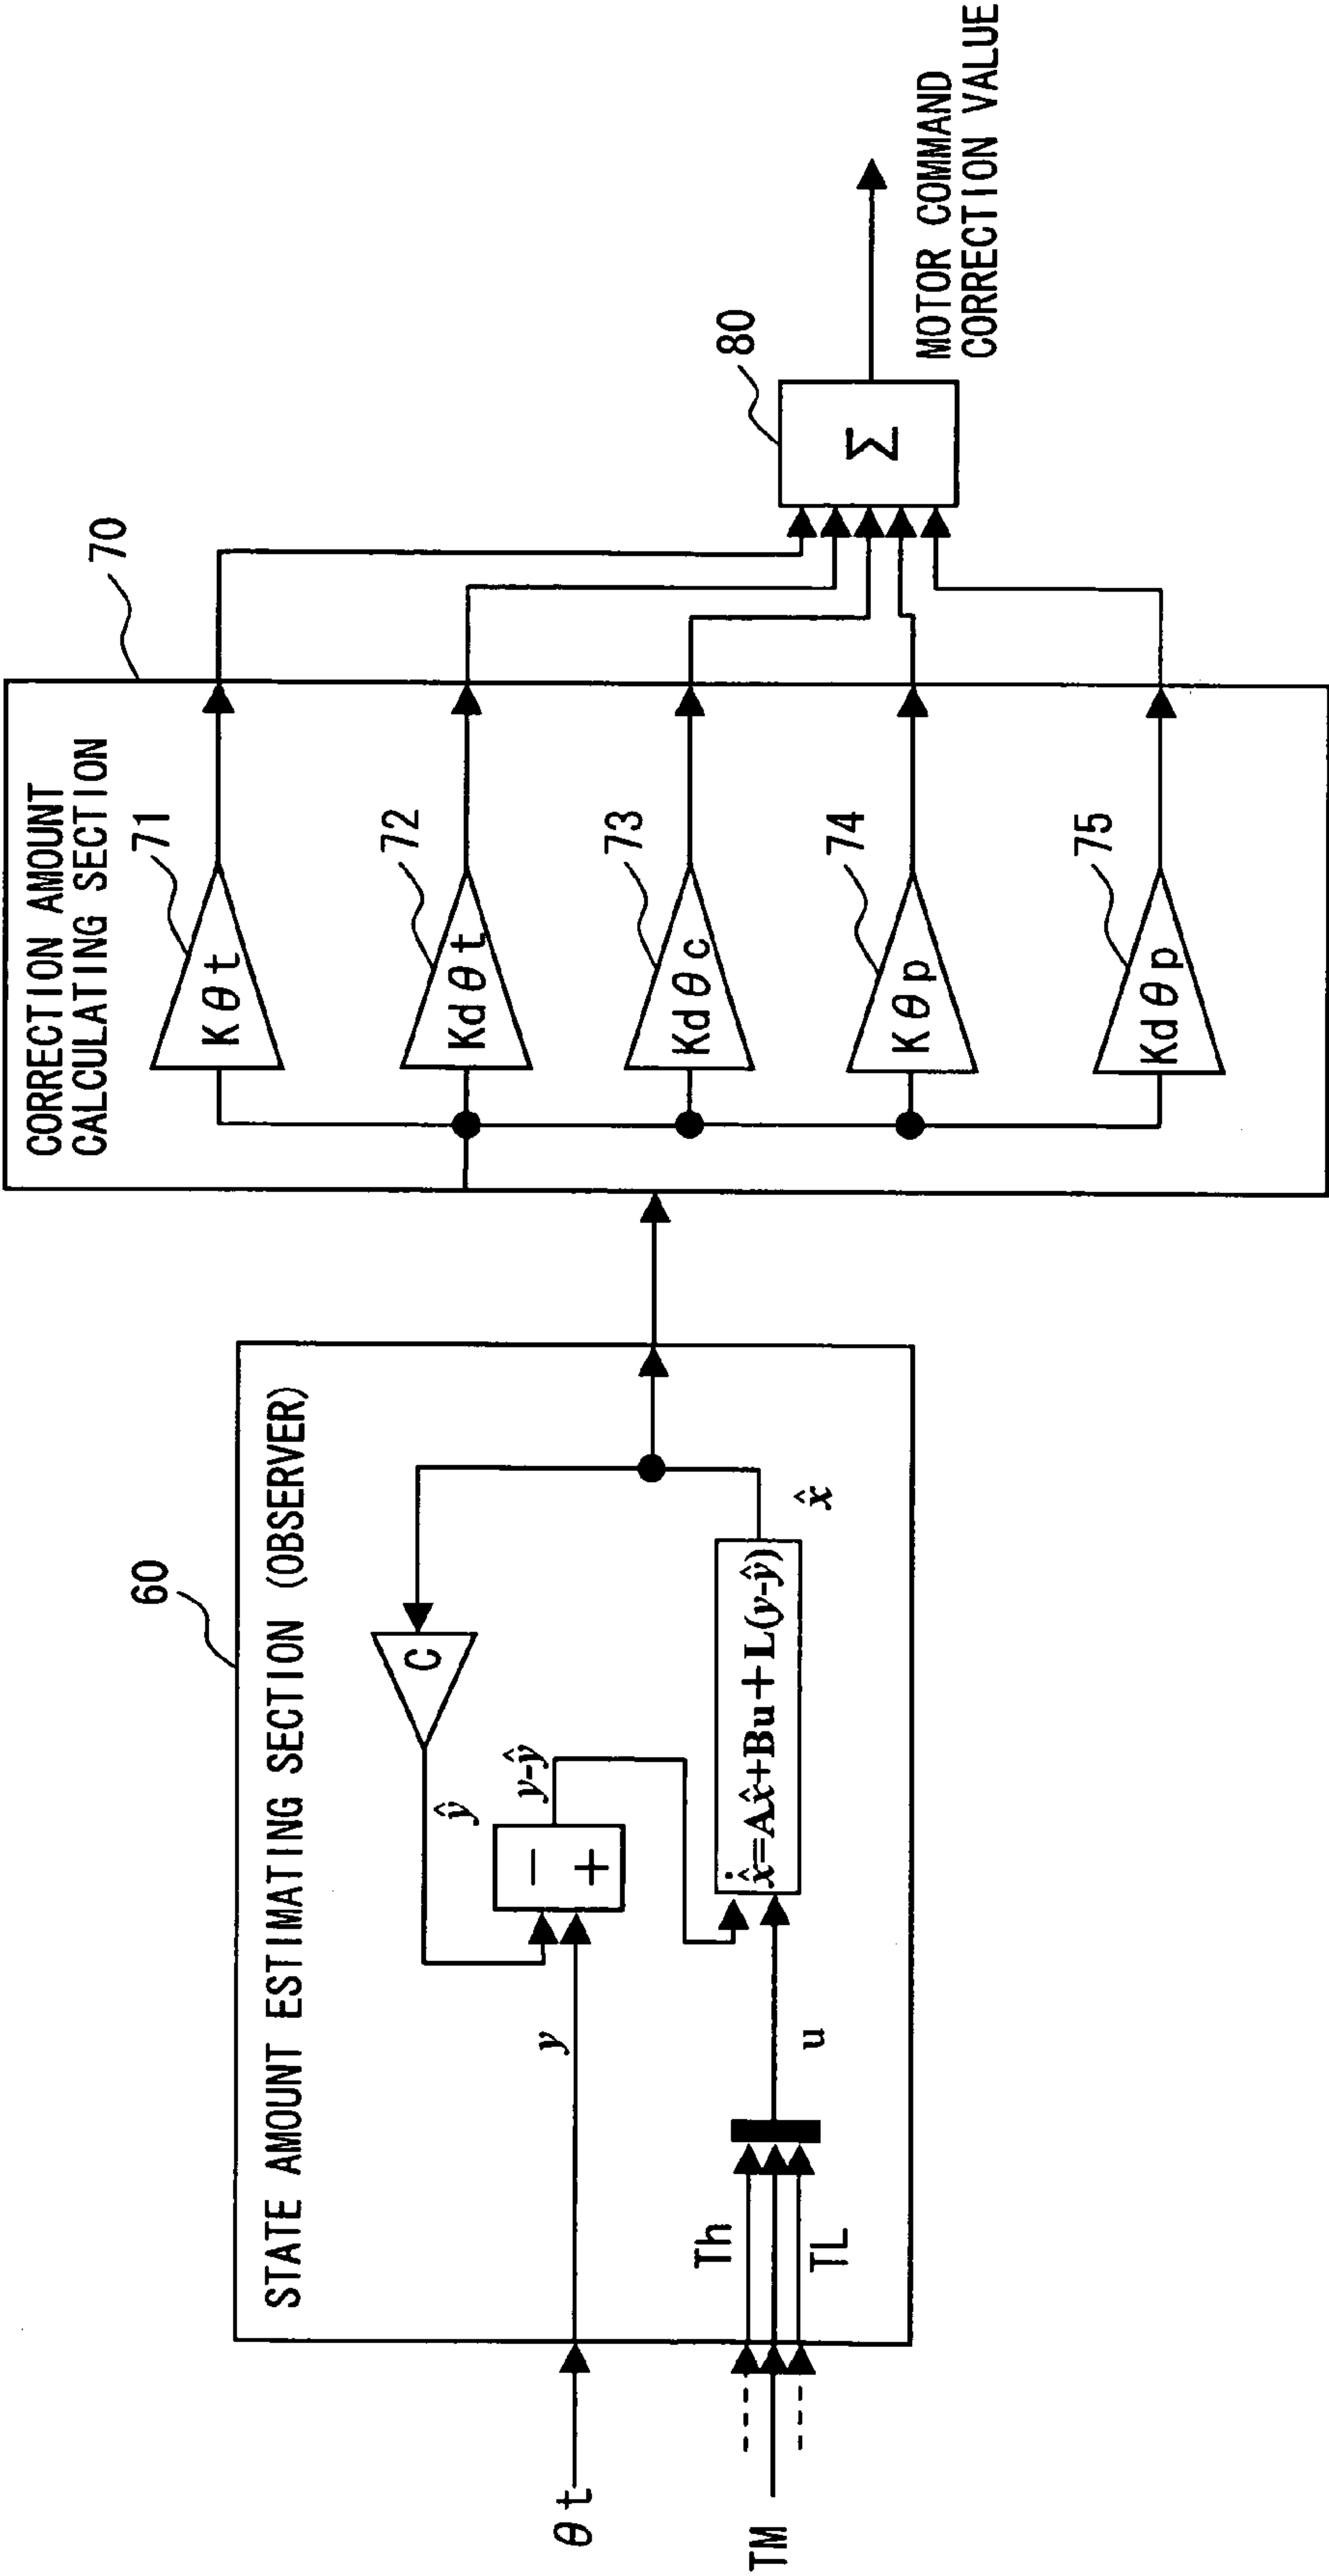 60
STATE AMOUNT ESTIMATING SECTION (OBSERVER)
C
ŷ
y-ŷ
−
+
y
θt
Th
TM
TL
u
ẋ̂=Ax̂+Bu+L(y-ŷ)
x̂
70
CORRECTION AMOUNT
CALCULATING SECTION
71
Kθt
72
Kdθt
73
Kdθc
74
Kθp
75
Kdθp
80
Σ
MOTOR COMMAND
CORRECTION VALUE